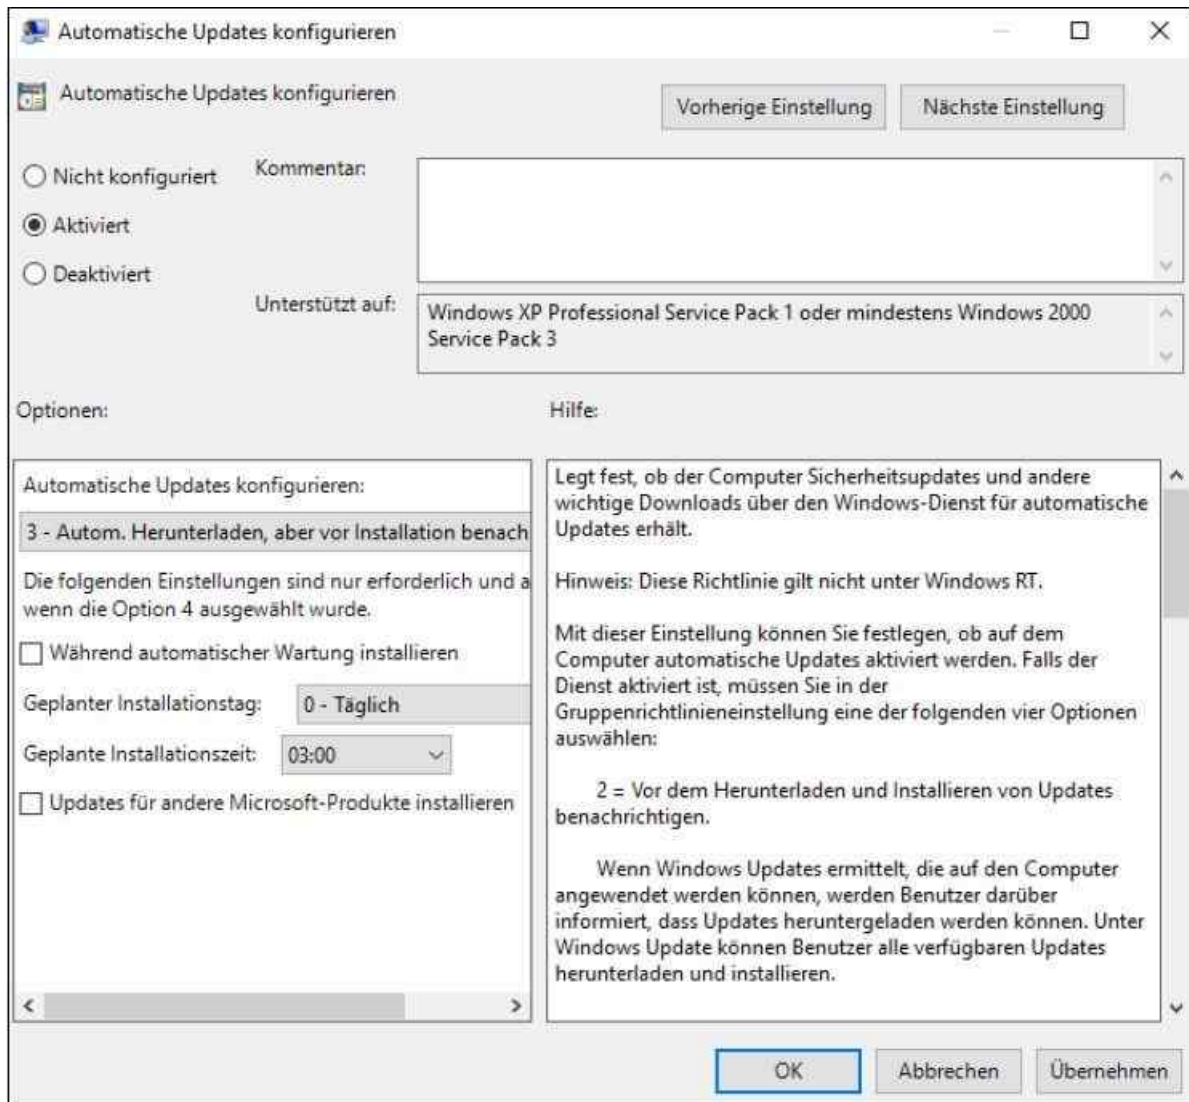 Automatische Updates konfigurieren
Automatische Updates konfigurieren
Vorherige Einstellung
Nächste Einstellung
Nicht konfiguriert
Kommentar:
Aktiviert
Deaktiviert
Unterstützt auf:
Windows XP Professional Service Pack 1 oder mindestens Windows 2000
Service Pack 3
Optionen:
Hilfe:
Automatische Updates konfigurieren:
3 - Autom. Herunterladen, aber vor Installation benach
Die folgenden Einstellungen sind nur erforderlich und a
wenn die Option 4 ausgewählt wurde.
Während automatischer Wartung installieren
Geplanter Installationstag:
0 - Täglich
Geplante Installationszeit:
03:00
Updates für andere Microsoft-Produkte installieren
Legt fest, ob der Computer Sicherheitsupdates und andere
wichtige Downloads über den Windows-Dienst für automatische
Updates erhält.
Hinweis: Diese Richtlinie gilt nicht unter Windows RT.
Mit dieser Einstellung können Sie festlegen, ob auf dem
Computer automatische Updates aktiviert werden. Falls der
Dienst aktiviert ist, müssen Sie in der
Gruppenrichtlinieneinstellung eine der folgenden vier Optionen
auswählen:
2 = Vor dem Herunterladen und Installieren von Updates
benachrichtigen.
Wenn Windows Updates ermittelt, die auf den Computer
angewendet werden können, werden Benutzer darüber
informiert, dass Updates heruntergeladen werden können. Unter
Windows Update können Benutzer alle verfügbaren Updates
herunterladen und installieren.
OK
Abbrechen
Übernehmen